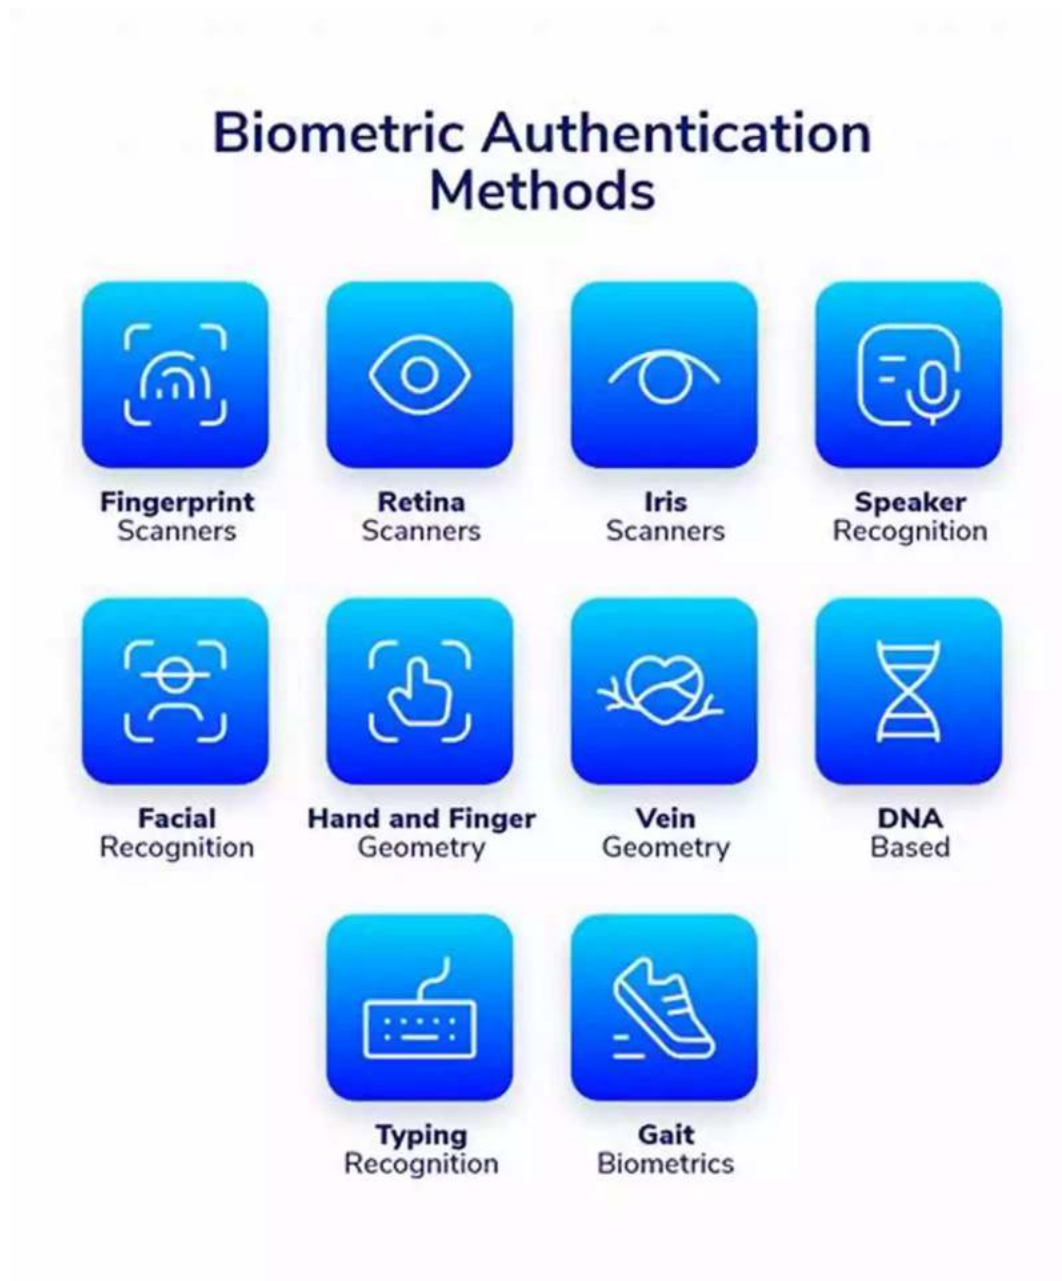 Biometric Authentication
Methods
Fingerprint
Scanners
Retina
Scanners
Iris
Scanners
Speaker
Recognition
Facial
Recognition
Hand and Finger
Geometry
Vein
Geometry
DNA
Based
Typing
Recognition
Gait
Biometrics